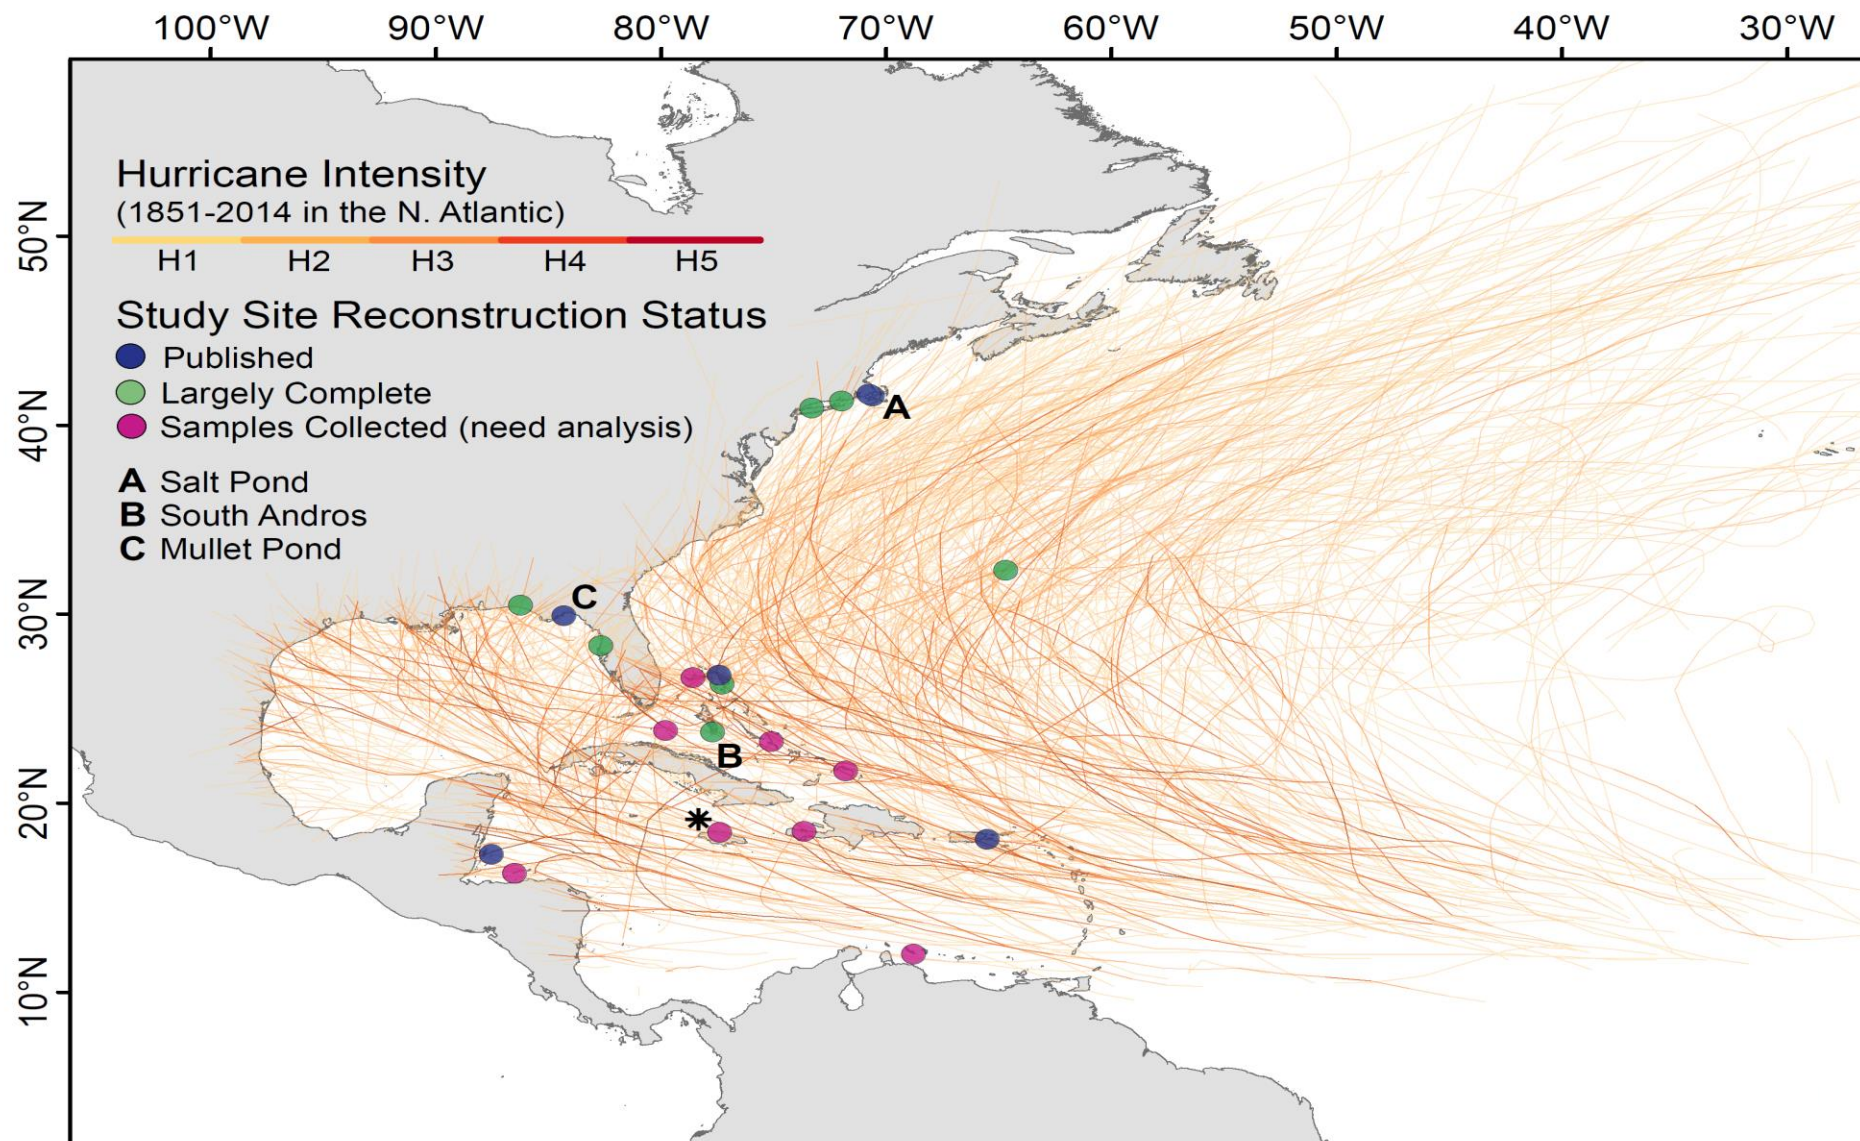 100°W 90°W 80°W 70°W 60°W 50°W 40°W 30°W
Hurricane Intensity
(1851-2014 in the N. Atlantic)
H1 H2 H3 H4 H5
Study Site Reconstruction Status
Published
Largely Complete
Samples Collected (need analysis)
A Salt Pond
B South Andros
C Mullet Pond
50°N
40°N
30°N
20°N
10°N
A
C
B
*